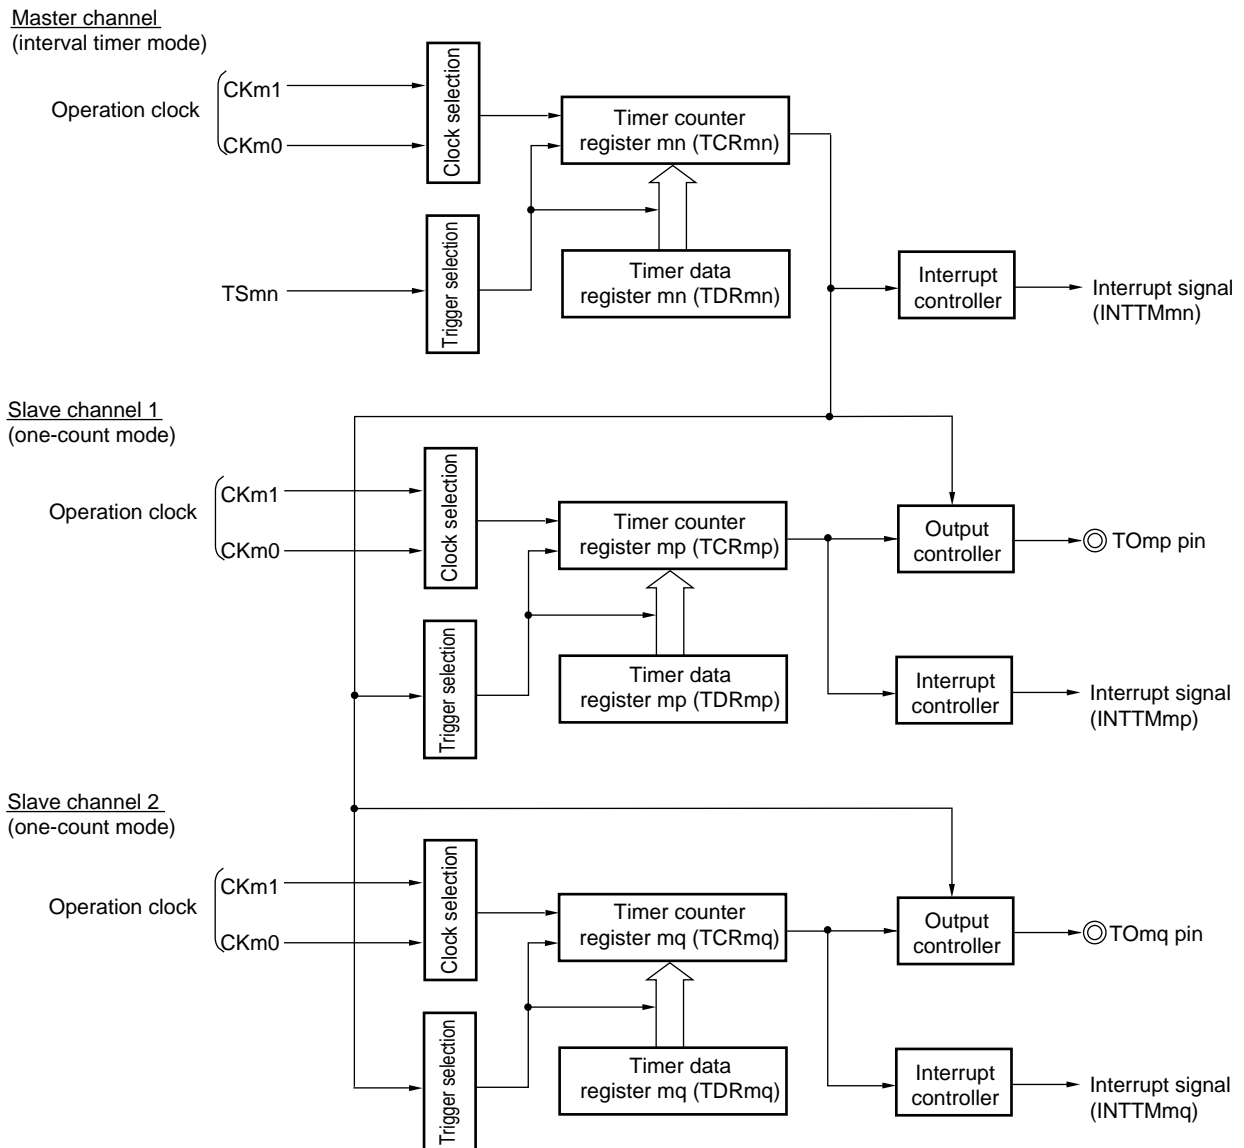 Master channel
(interval timer mode)
Operation clock
CKm1
CKm0
Clock selection
Timer counter
register mn (TCRmn)
TSmn
Trigger selection
Timer data
register mn (TDRmn)
Interrupt
controller
Interrupt signal
(INTTMmn)
Slave channel 1
(one-count mode)
Operation clock
CKm1
CKm0
Clock selection
Timer counter
register mp (TCRmp)
Output
controller
TOmp pin
Trigger selection
Timer data
register mp (TDRmp)
Interrupt
controller
Interrupt signal
(INTTMmp)
Slave channel 2
(one-count mode)
Operation clock
CKm1
CKm0
Clock selection
Timer counter
register mq (TCRmq)
Output
controller
TOmq pin
Trigger selection
Timer data
register mq (TDRmq)
Interrupt
controller
Interrupt signal
(INTTMmq)